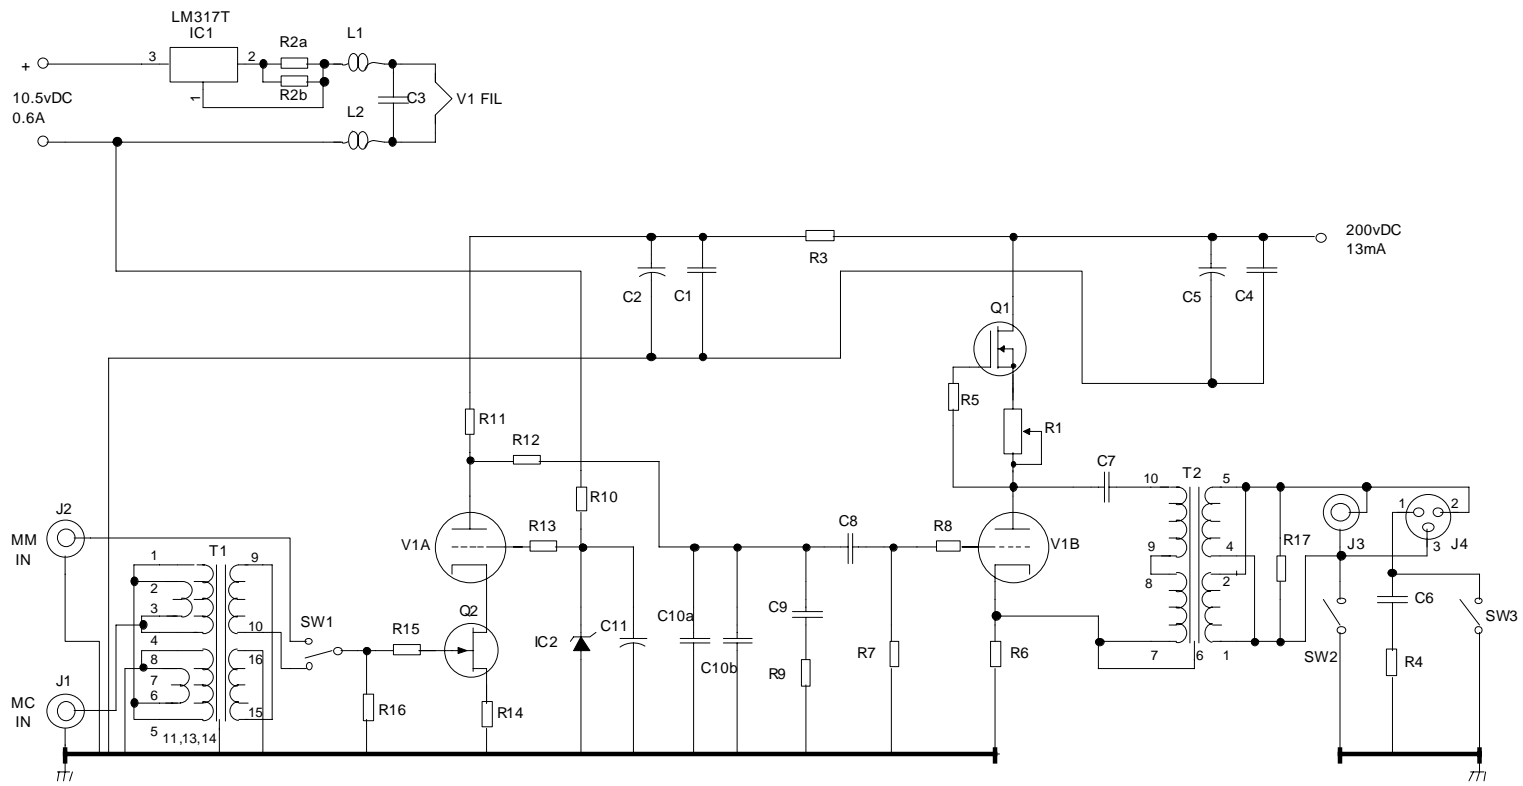 LM317T
IC1
3
2
1
R2a
R2b
L1
L2
C3
V1 FIL
+
10.5vDC
0.6A
200vDC
13mA
R3
C2
C1
C5
C4
Q1
R5
R1
R11
R12
R10
C7
10
T2
5
9
8
4
2
7
6
1
R17
J3
1
2
3
J4
J2
MM
IN
V1A
R13
C8
R8
V1B
1
2
3
4
8
7
6
5
T1
9
10
16
15
11,13,14
SW1
R15
Q2
IC2
C11
C10a
C10b
C9
R9
R7
R6
SW2
C6
R4
SW3
J1
MC
IN
R16
R14